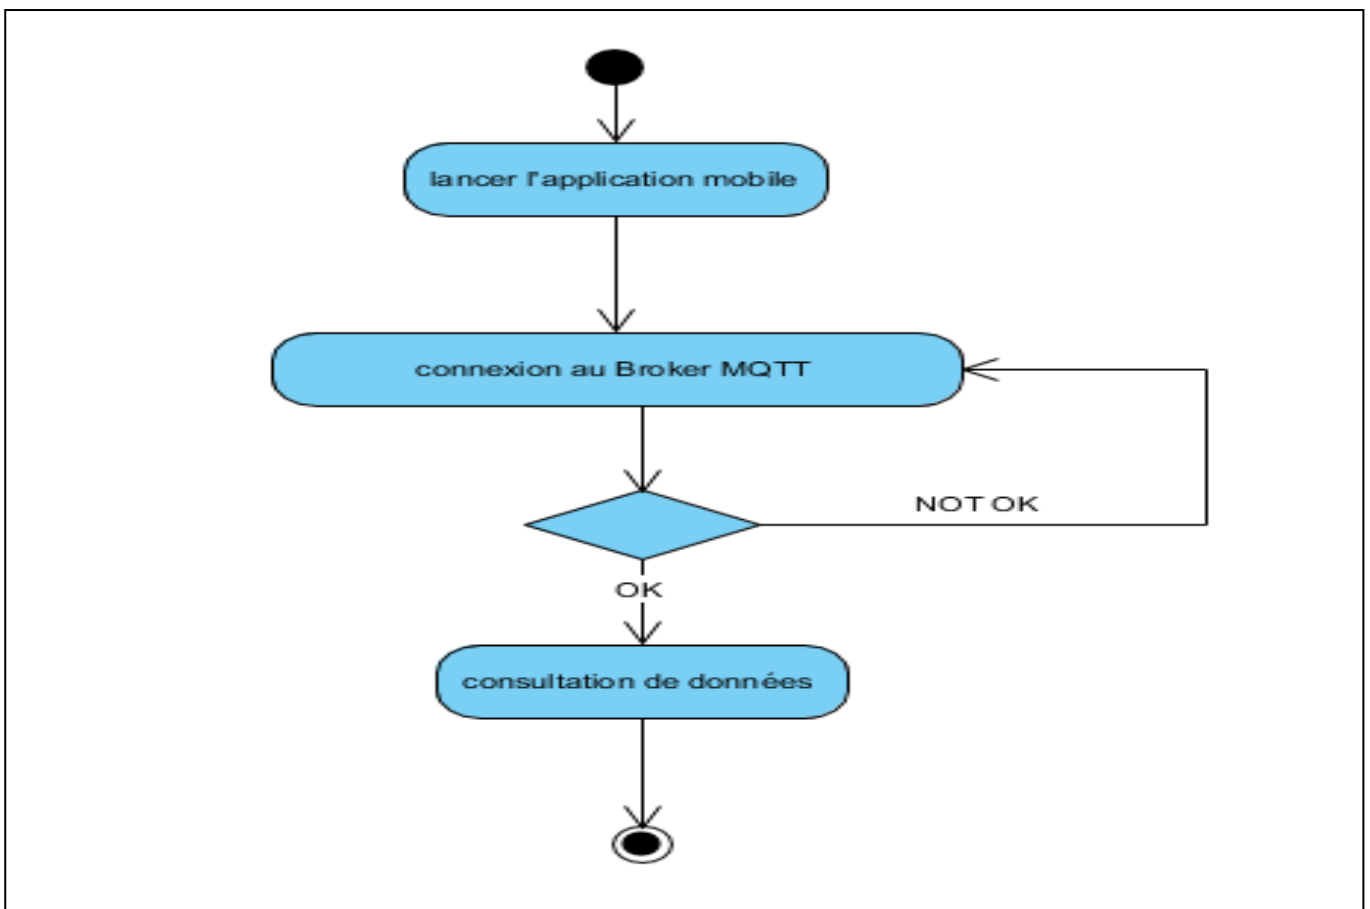 lancer l'application mobile
connexion au Broker MQTT
NOT OK
OK
consultation de données